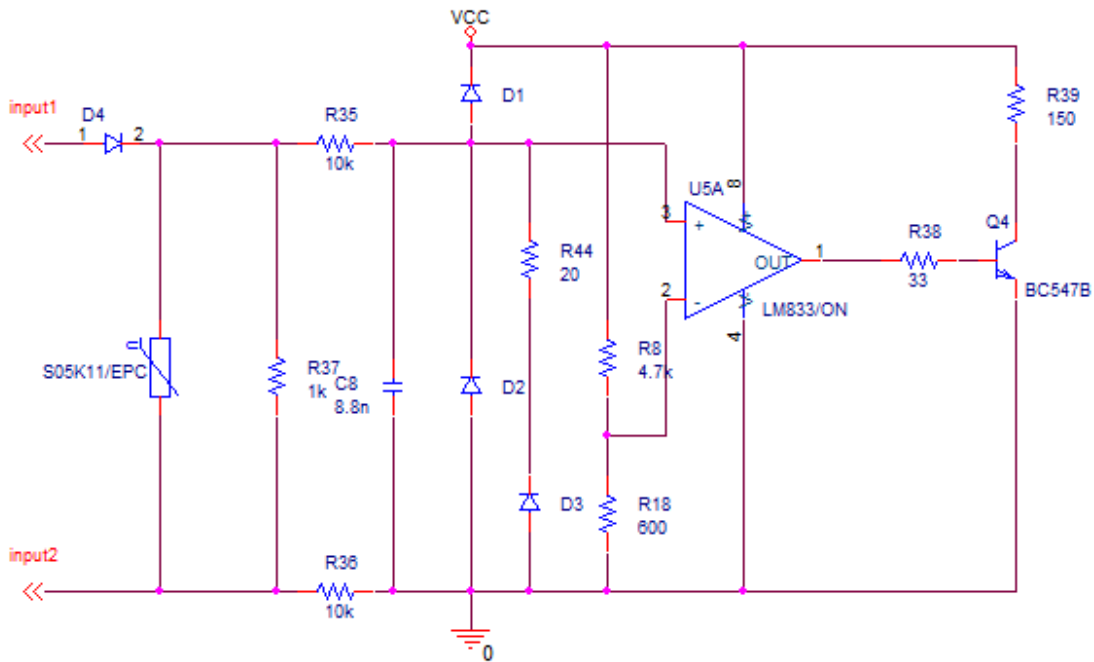 VCC
D1
input1
D4
1
2
R35
10k
R39
150
U5A
8
3
+
OUT
1
2
-
4
LM833/ON
R38
33
Q4
BC547B
R44
20
S05K11/EPC
R37
1k
C8
8.8n
D2
R8
4.7k
D3
R18
600
input2
R36
10k
0